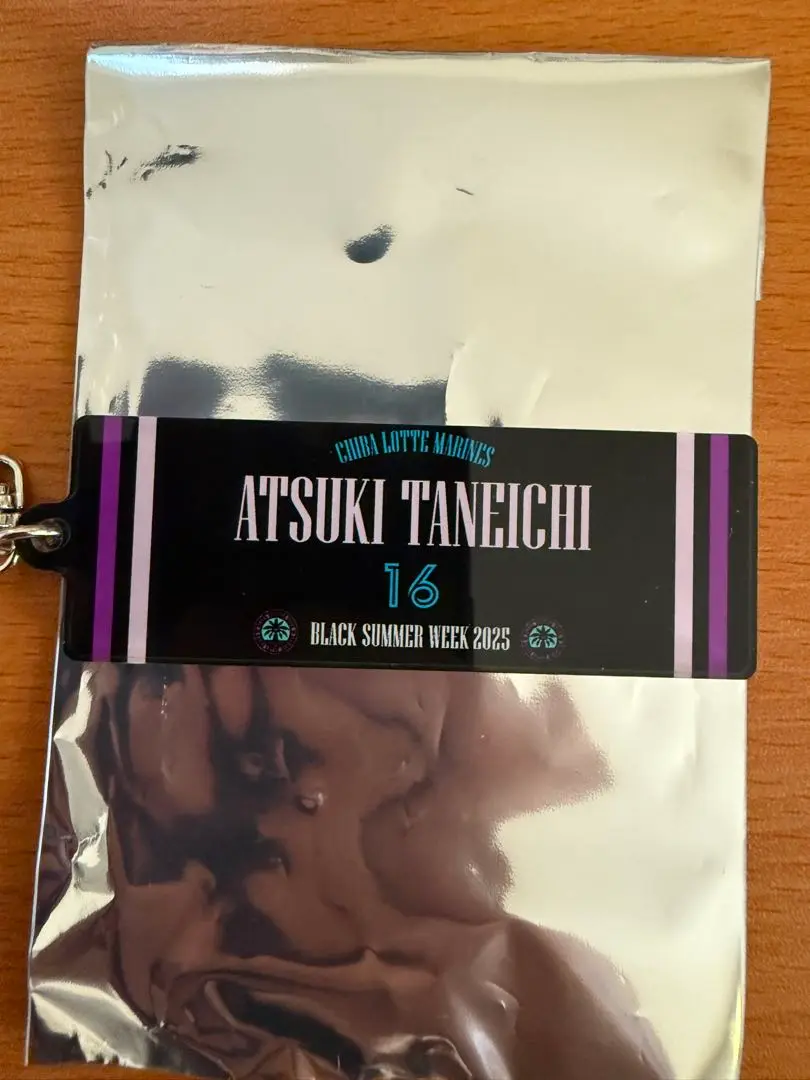 CHIBA LOTTE MARINES
ATSUKI TANEICHI
16
BLACK SUMMER WEEK 2025